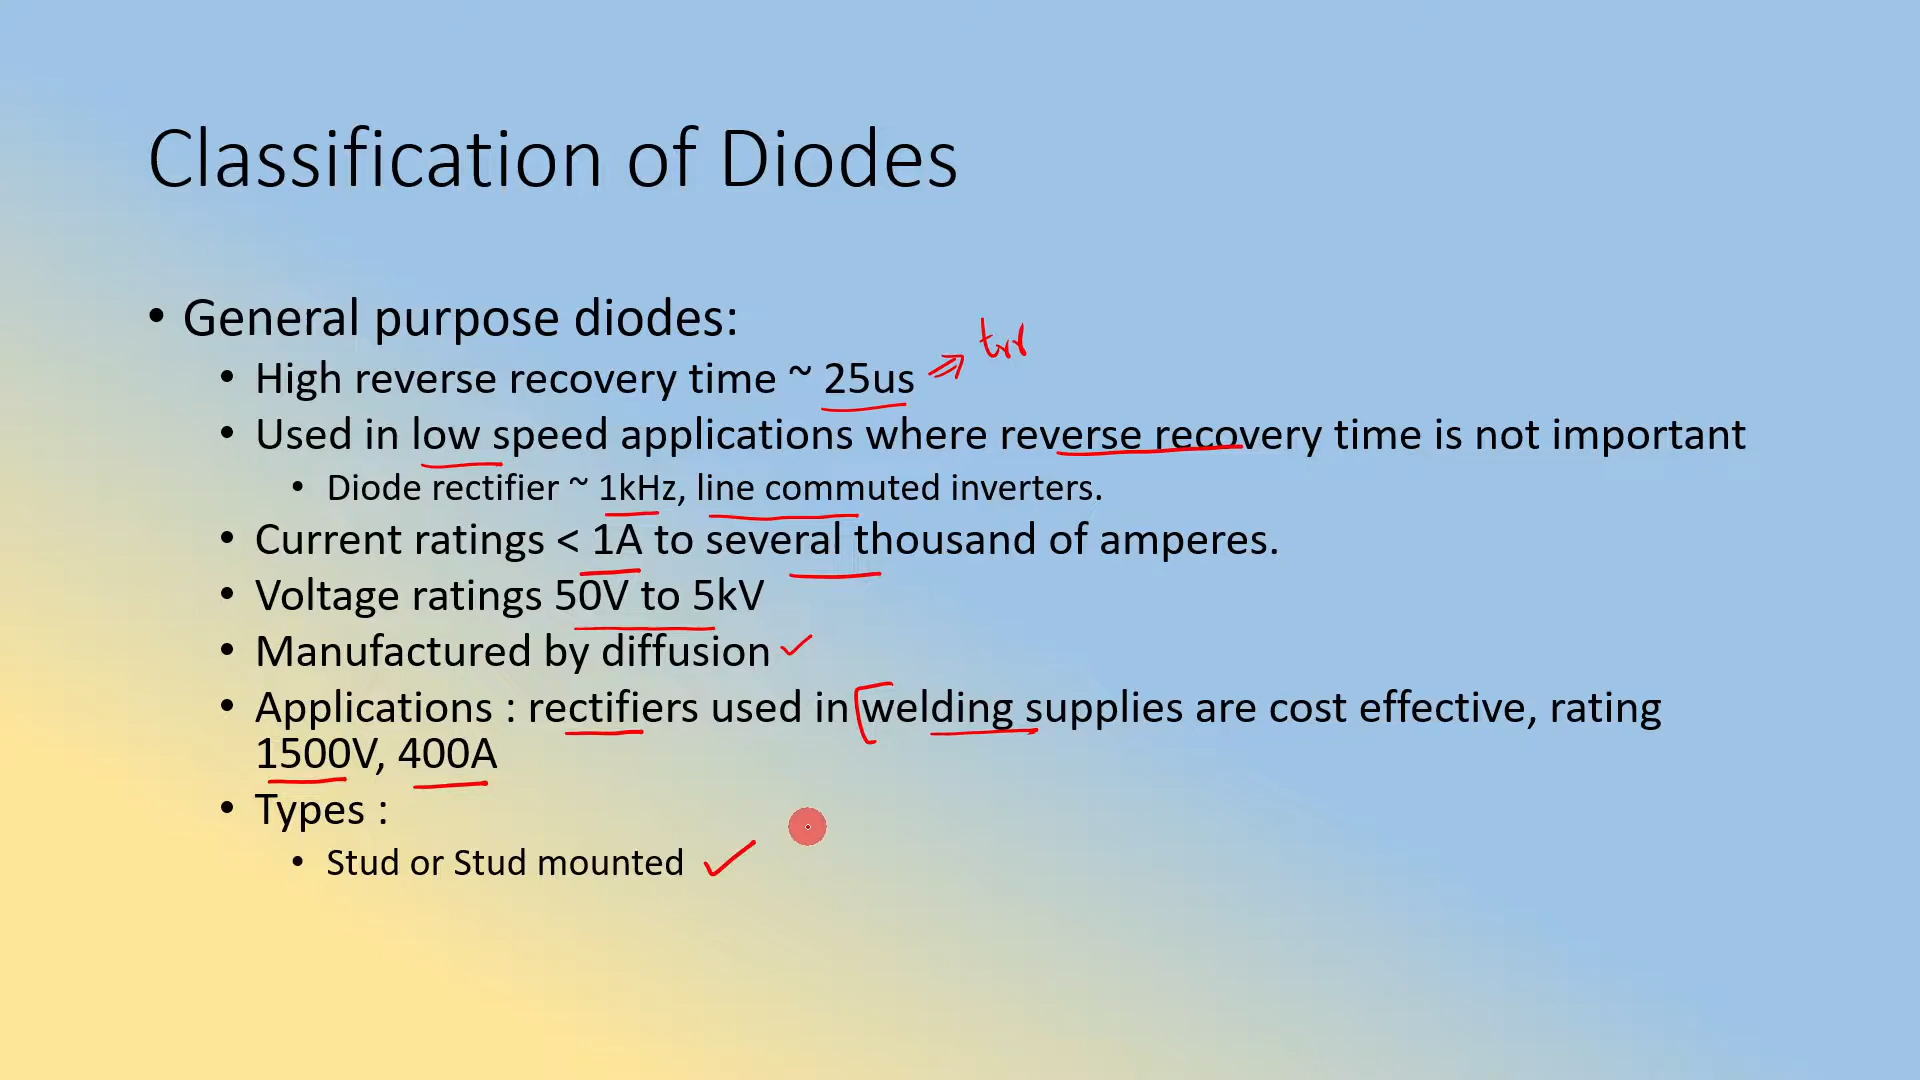 Classification of Diodes
• General purpose diodes:
trr
• High reverse recovery time ~ 25us
• Used in low speed applications where reverse recovery time is not important
• Diode rectifier ~ 1kHz, line commuted inverters.
• Current ratings < 1A to several thousand of amperes.
• Voltage ratings 50V to 5kV
• Manufactured by diffusion
• Applications : rectifiers used in welding supplies are cost effective, rating
1500V, 400A
• Types :
• Stud or Stud mounted